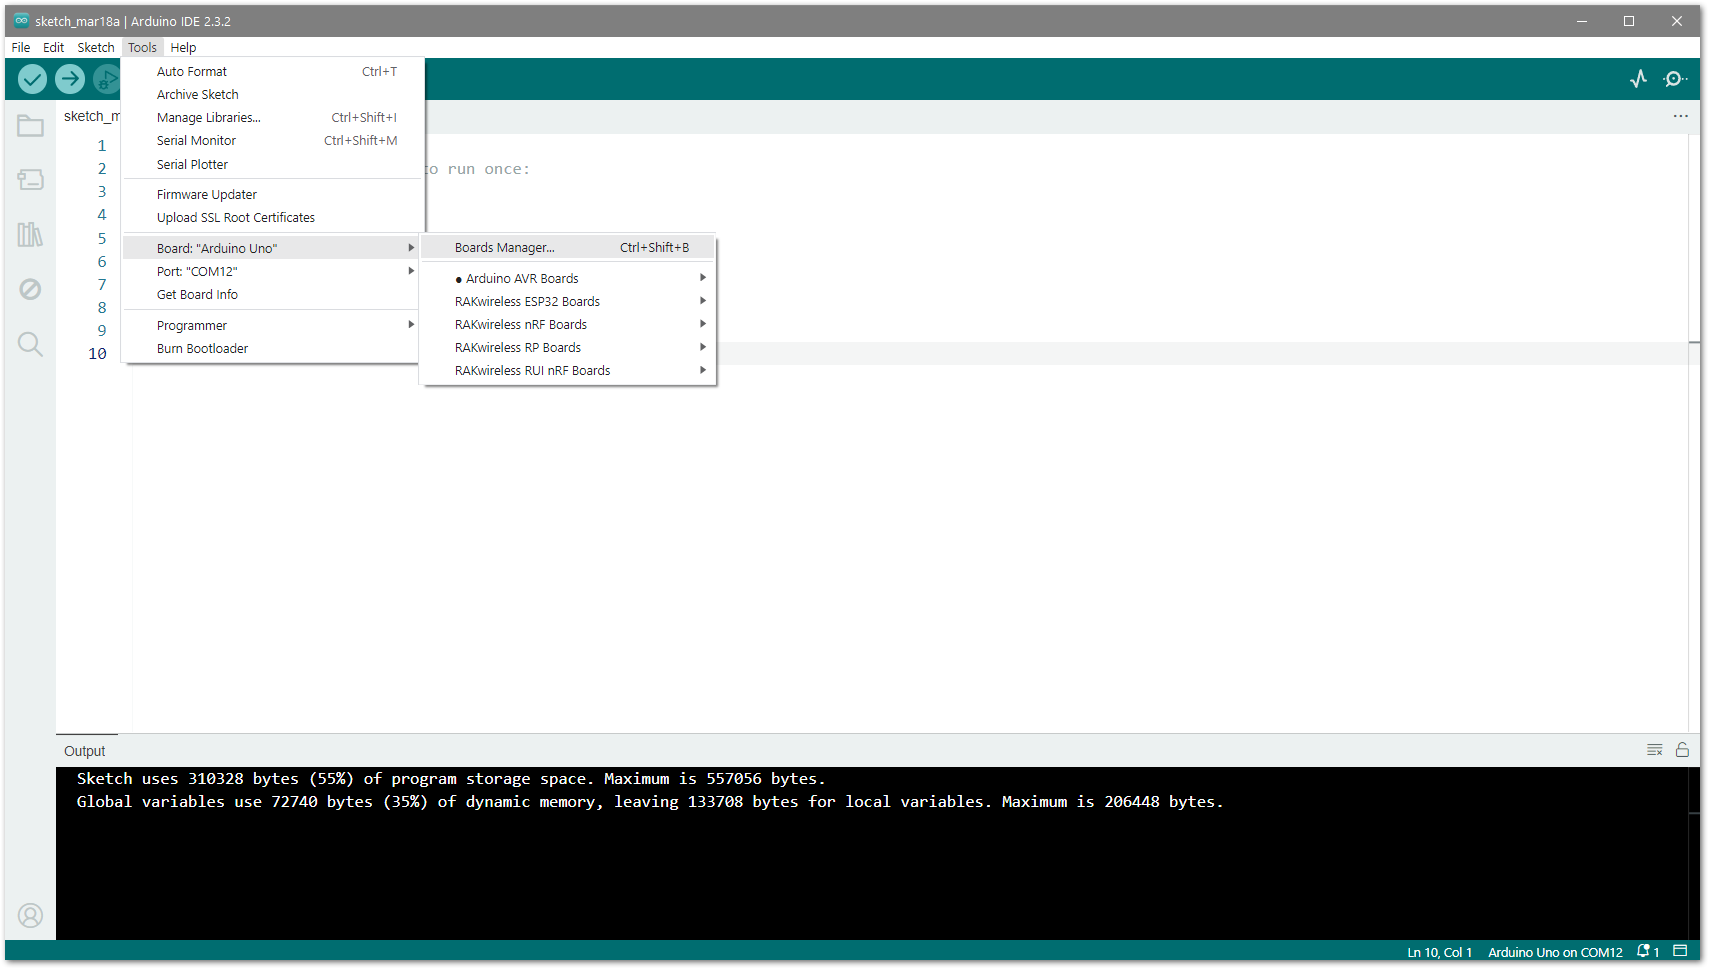 sketch_mar18a | Arduino IDE 2.3.2
File Edit Sketch Tools Help
sketch_m
Auto Format Ctrl+T
Archive Sketch
Manage Libraries... Ctrl+Shift+I
Serial Monitor Ctrl+Shift+M
Serial Plotter
Firmware Updater
Upload SSL Root Certificates
Board: "Arduino Uno"
Port: "COM12"
Get Board Info
Programmer
Burn Bootloader
Boards Manager... Ctrl+Shift+B
● Arduino AVR Boards
RAKwireless ESP32 Boards
RAKwireless nRF Boards
RAKwireless RP Boards
RAKwireless RUI nRF Boards
1
2 to run once:
3
4
5
6
7
8
9
10
Output
Sketch uses 310328 bytes (55%) of program storage space. Maximum is 557056 bytes.
Global variables use 72740 bytes (35%) of dynamic memory, leaving 133708 bytes for local variables. Maximum is 206448 bytes.
Ln 10, Col 1 Arduino Uno on COM12 1